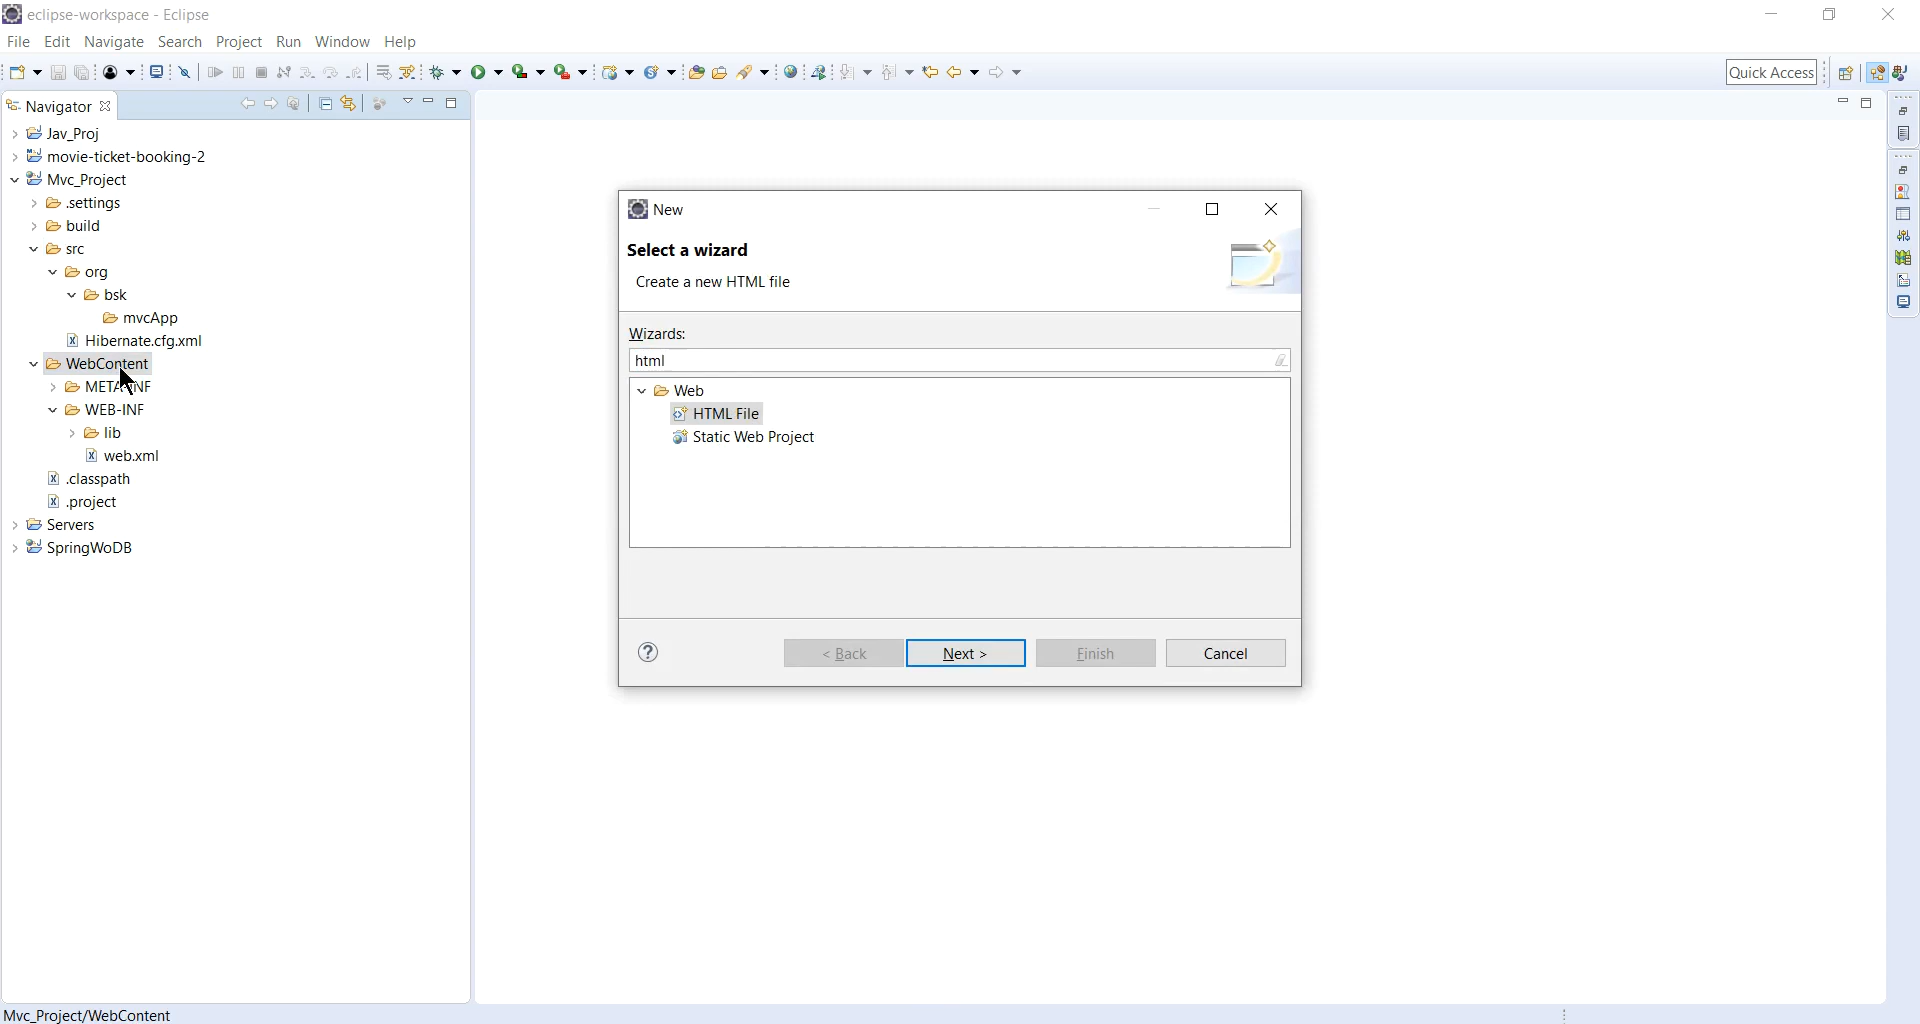 eclipse-workspace - Eclipse
File Edit Navigate Search Project Run Window Help
Quick Access
Navigator
Jav_Proj
movie-ticket-booking-2
Mvc_Project
.settings
build
src
org
bsk
mvcApp
Hibernate.cfg.xml
WebContent
META-INF
WEB-INF
lib
web.xml
.classpath
.project
Servers
SpringWoDB
New
Select a wizard
Create a new HTML file
Wizards:
html
Web
HTML File
Static Web Project
< Back Next > Finish Cancel
Mvc_Project/WebContent